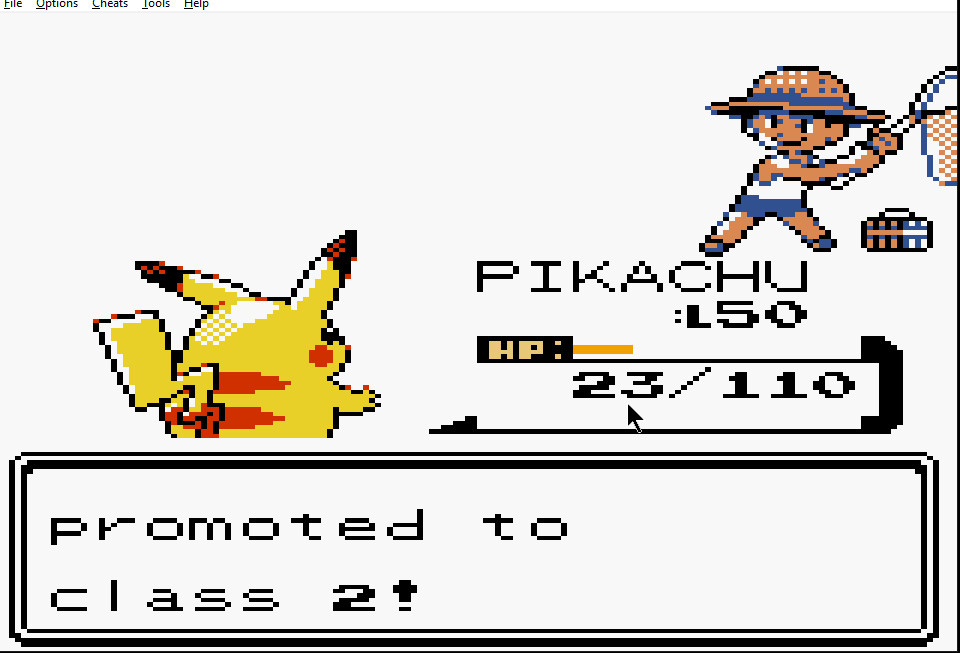 File Options Cheats Tools Help
PIKACHU
:L50
HP:
23/110
promoted to
class 2!